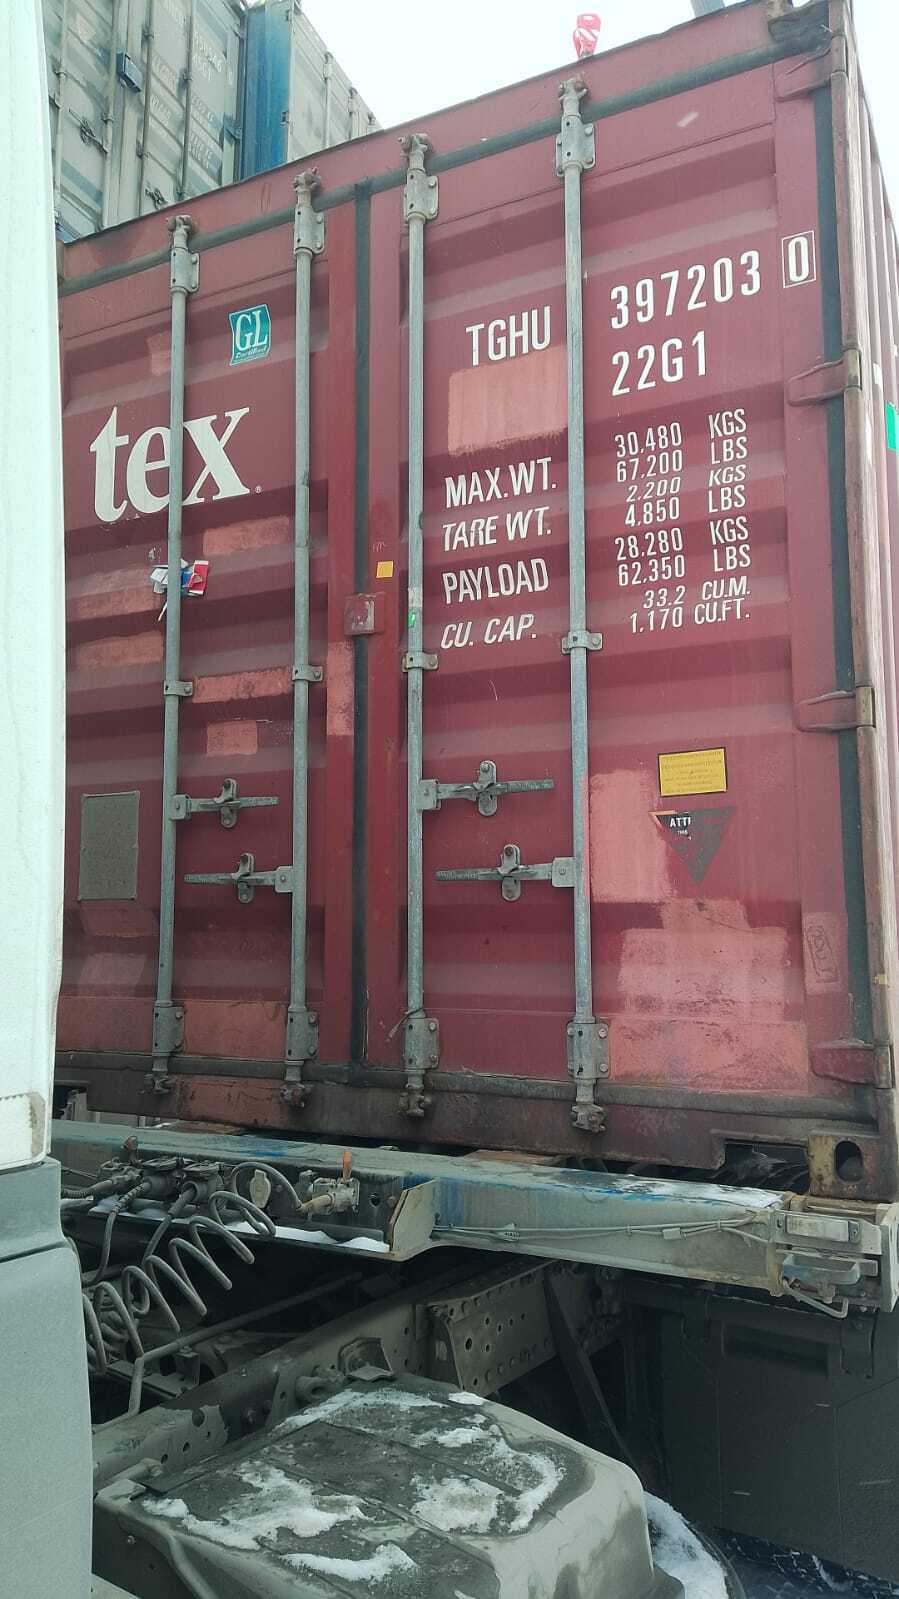 TGHU 397203 0
22G1
GL
Certified
tex
MAX.WT. 30.480 KGS
67.200 LBS
TARE WT. 2.200 KGS
4.850 LBS
PAYLOAD 28.280 KGS
62.350 LBS
CU. CAP. 33.2 CU.M.
1.170 CU.FT.
ATTI